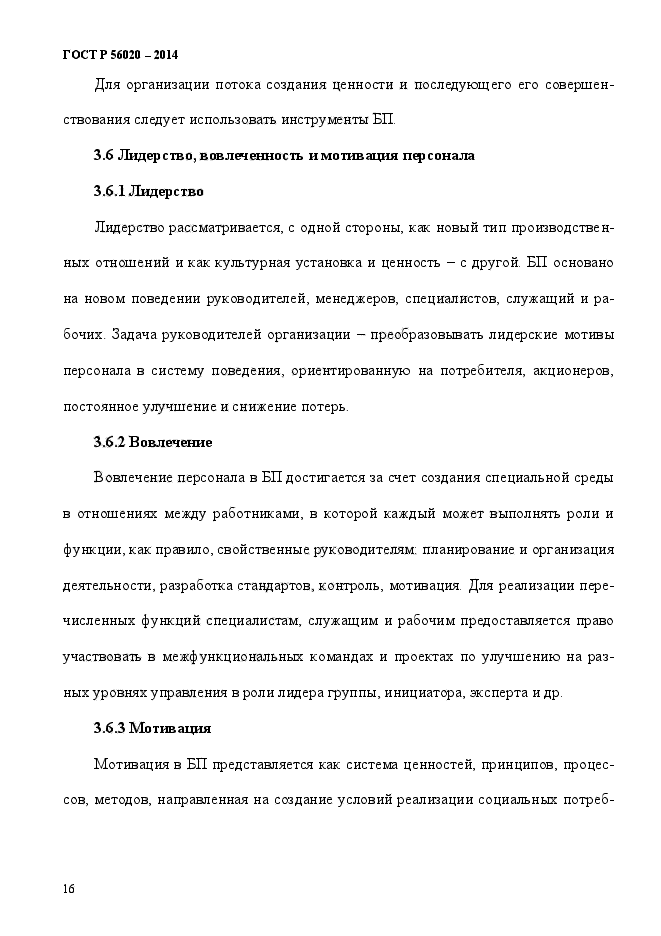 ГОСТ Р 56020 – 2014
Для организации потока создания ценности и последующего его совершен-
ствования следует использовать инструменты БП.
3.6 Лидерство, вовлеченность и мотивация персонала
3.6.1 Лидерство
Лидерство рассматривается, с одной стороны, как новый тип производствен-
ных отношений и как культурная установка и ценность – с другой. БП основано
на новом поведении руководителей, менеджеров, специалистов, служащий и ра-
бочих. Задача руководителей организации – преобразовывать лидерские мотивы
персонала в систему поведения, ориентированную на потребителя, акционеров,
постоянное улучшение и снижение потерь.
3.6.2 Вовлечение
Вовлечение персонала в БП достигается за счет создания специальной среды
в отношениях между работниками, в которой каждый может выполнять роли и
функции, как правило, свойственные руководителям: планирование и организация
деятельности, разработка стандартов, контроль, мотивация. Для реализации пере-
численных функций специалистам, служащим и рабочим предоставляется право
участвовать в межфункциональных командах и проектах по улучшению на раз-
ных уровнях управления в роли лидера группы, инициатора, эксперта и др.
3.6.3 Мотивация
Мотивация в БП представляется как система ценностей, принципов, процес-
сов, методов, направленная на создание условий реализации социальных потреб-
16